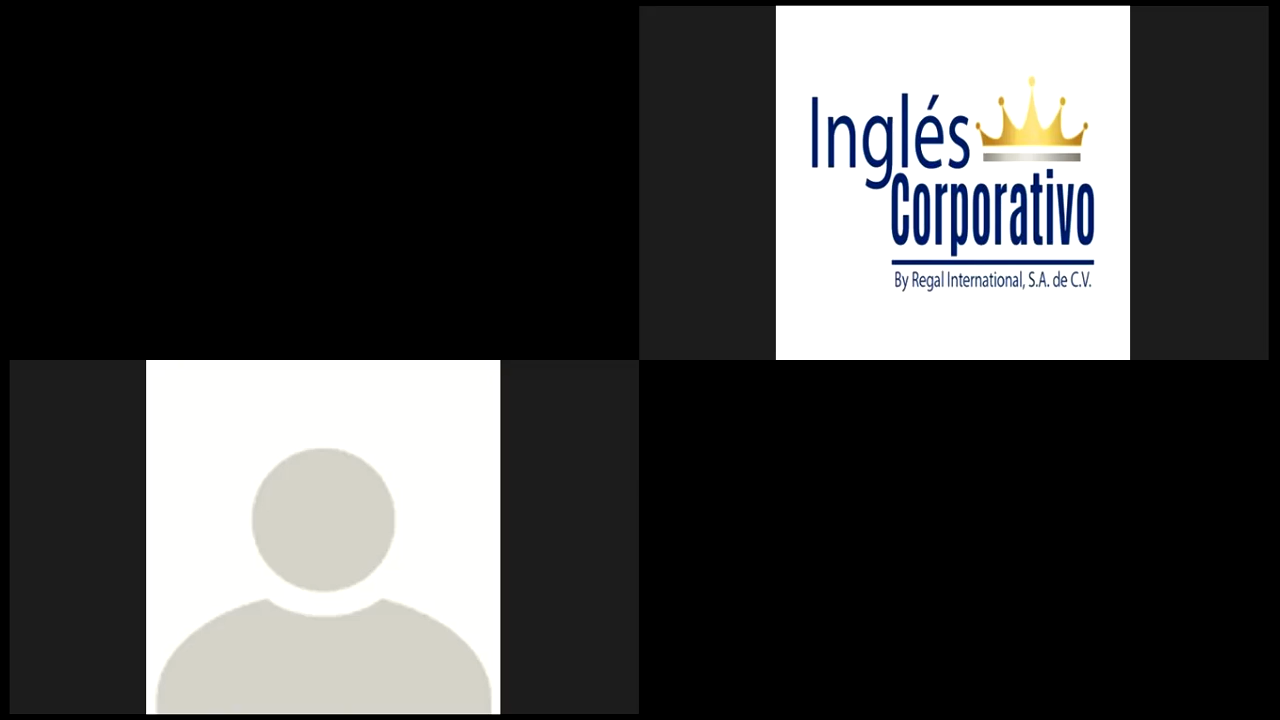 Inglés
Corporativo
By Regal International, S.A. de C.V.